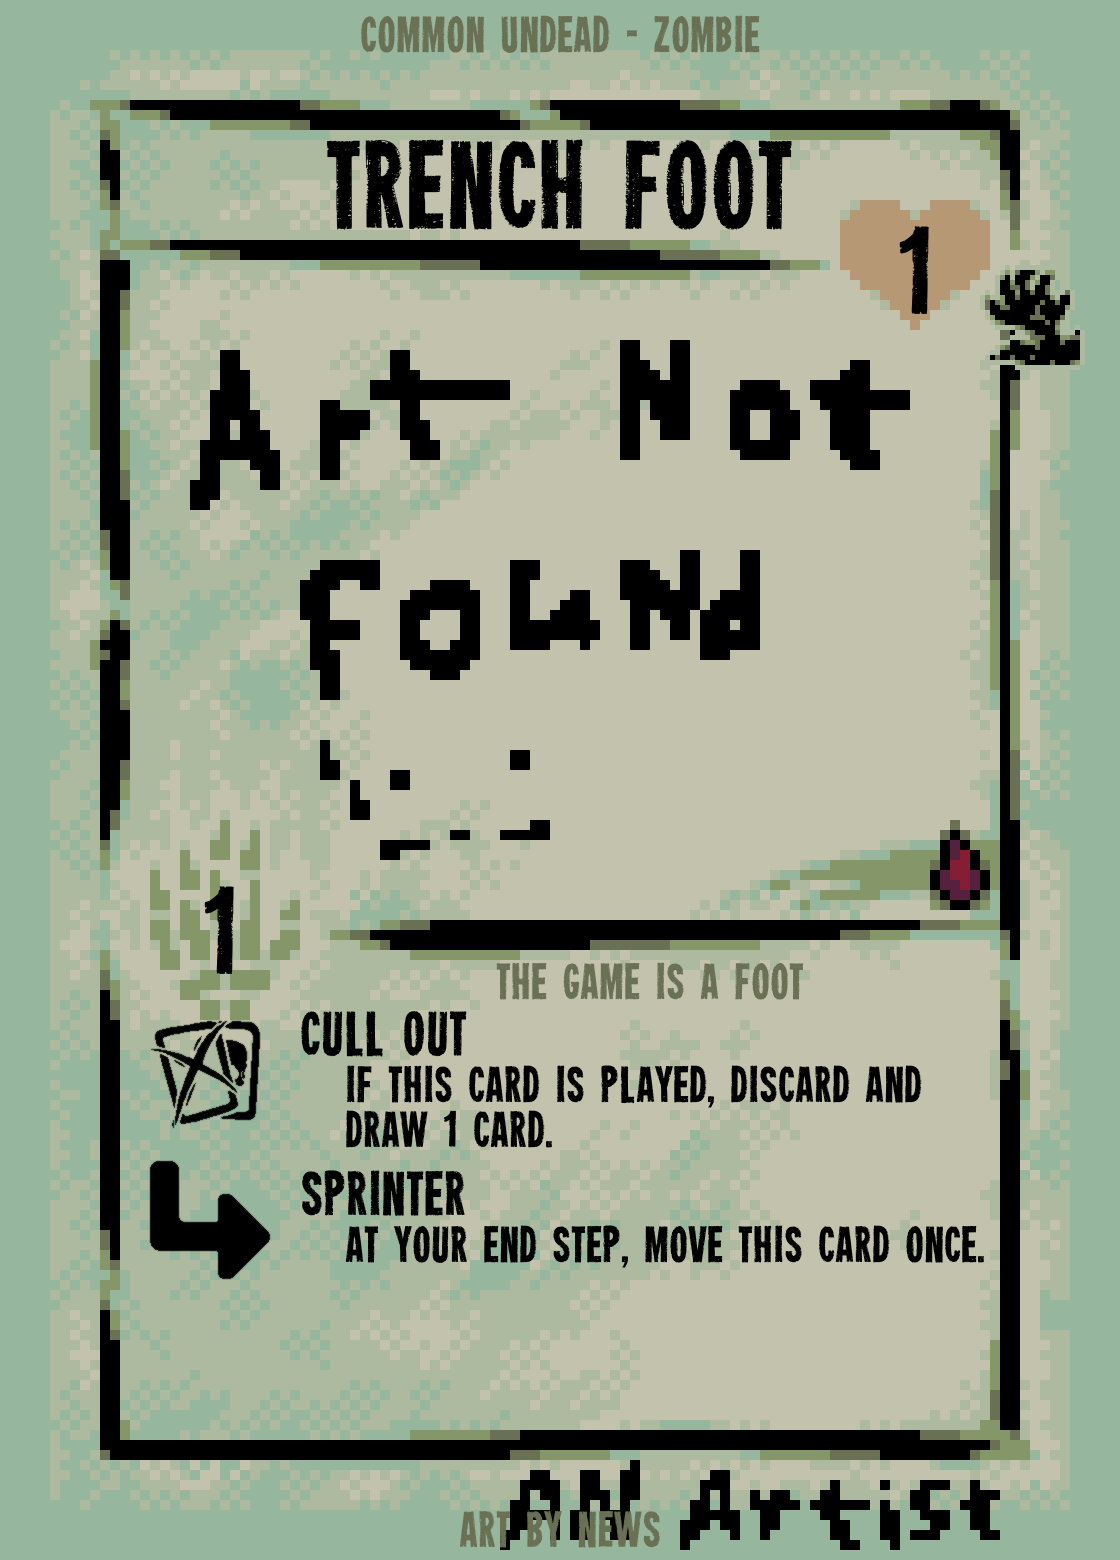 COMMON UNDEAD - ZOMBIE
TRENCH FOOT
1
Art Not
Found
1
THE GAME IS A FOOT
CULL OUT
IF THIS CARD IS PLAYED, DISCARD AND
DRAW 1 CARD.
SPRINTER
AT YOUR END STEP, MOVE THIS CARD ONCE.
AN Artist
ART BY NEWS